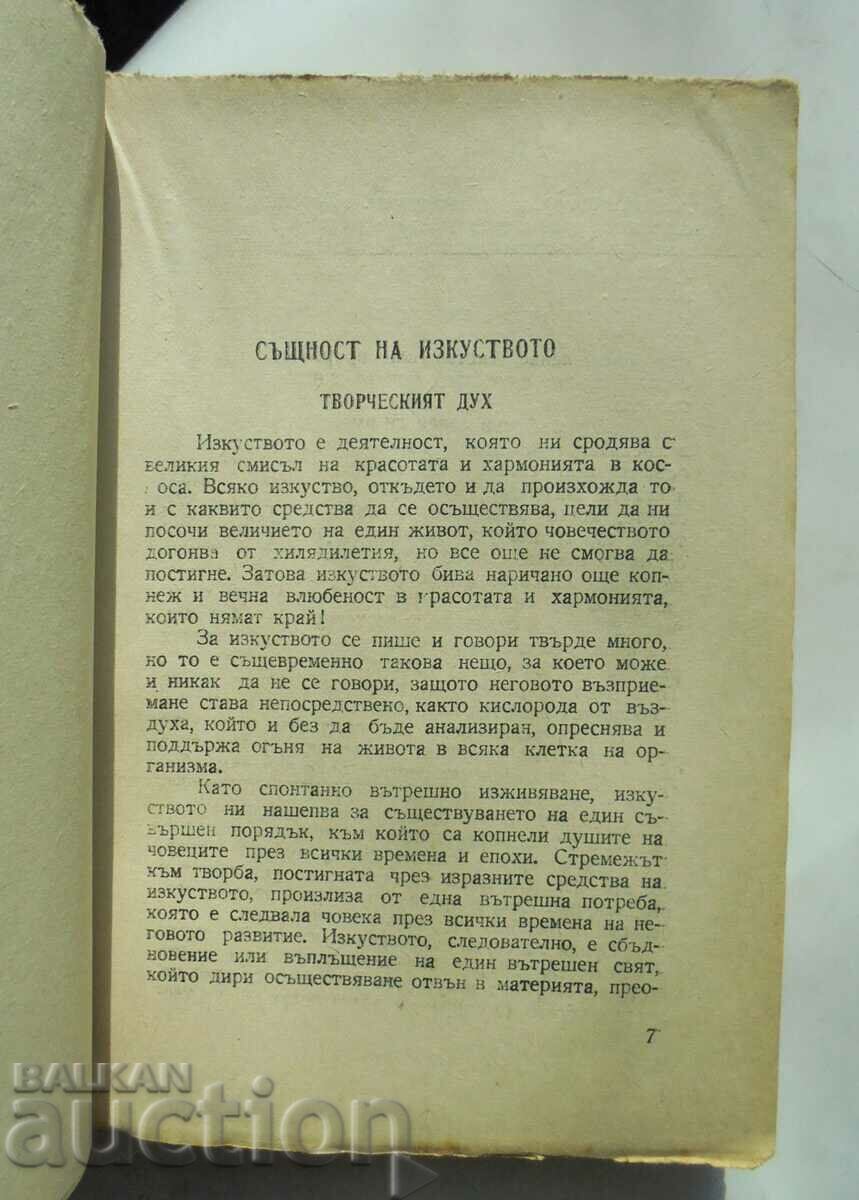 СЪЩНОСТ НА ИЗКУСТВОТО
ТВОРЧЕСКИЯТ ДУХ
Изкуството е деятелност, която ни сродява с
великия смисъл на красотата и хармонията в кос-
оса. Всяко изкуство, откъдето и да произхожда то
и с каквито средства да се осъществява, цели да ни
посочи величието на един живот, който човечеството
догонва от хилядилетия, но все още не смогва да
постигне. Затова изкуството бива наричано още коп-
неж и вечна влюбеност в красотата и хармонията,
които нямат край!
За изкуството се пише и говори твърде много,
но то е същевременно такова нещо, за което може
и никак да не се говори, защото неговото възприе-
мане става непосредствено, както кислорода от въз-
духа, който и без да бъде анализиран, опреснява и
поддържа огъня на живота в всяка клетка на ор-
ганизма.
Като спонтанно вътрешно изживяване, изку-
ството ни нашепва за съществуването на един съ-
вършен порядък, към който са копнели душите на
човеците през всички времена и епохи. Стремежът
към творба, постигната чрез изразните средства на
изкуството, произлиза от една вътрешна потреба,
която е следвала човека през всички времена на не-
говото развитие. Изкуството, следователно, е сбъд-
новение или въплъщение на един вътрешен свят,
който дири осъществяване отвън в материята, прео-
7
BALKAN
auction